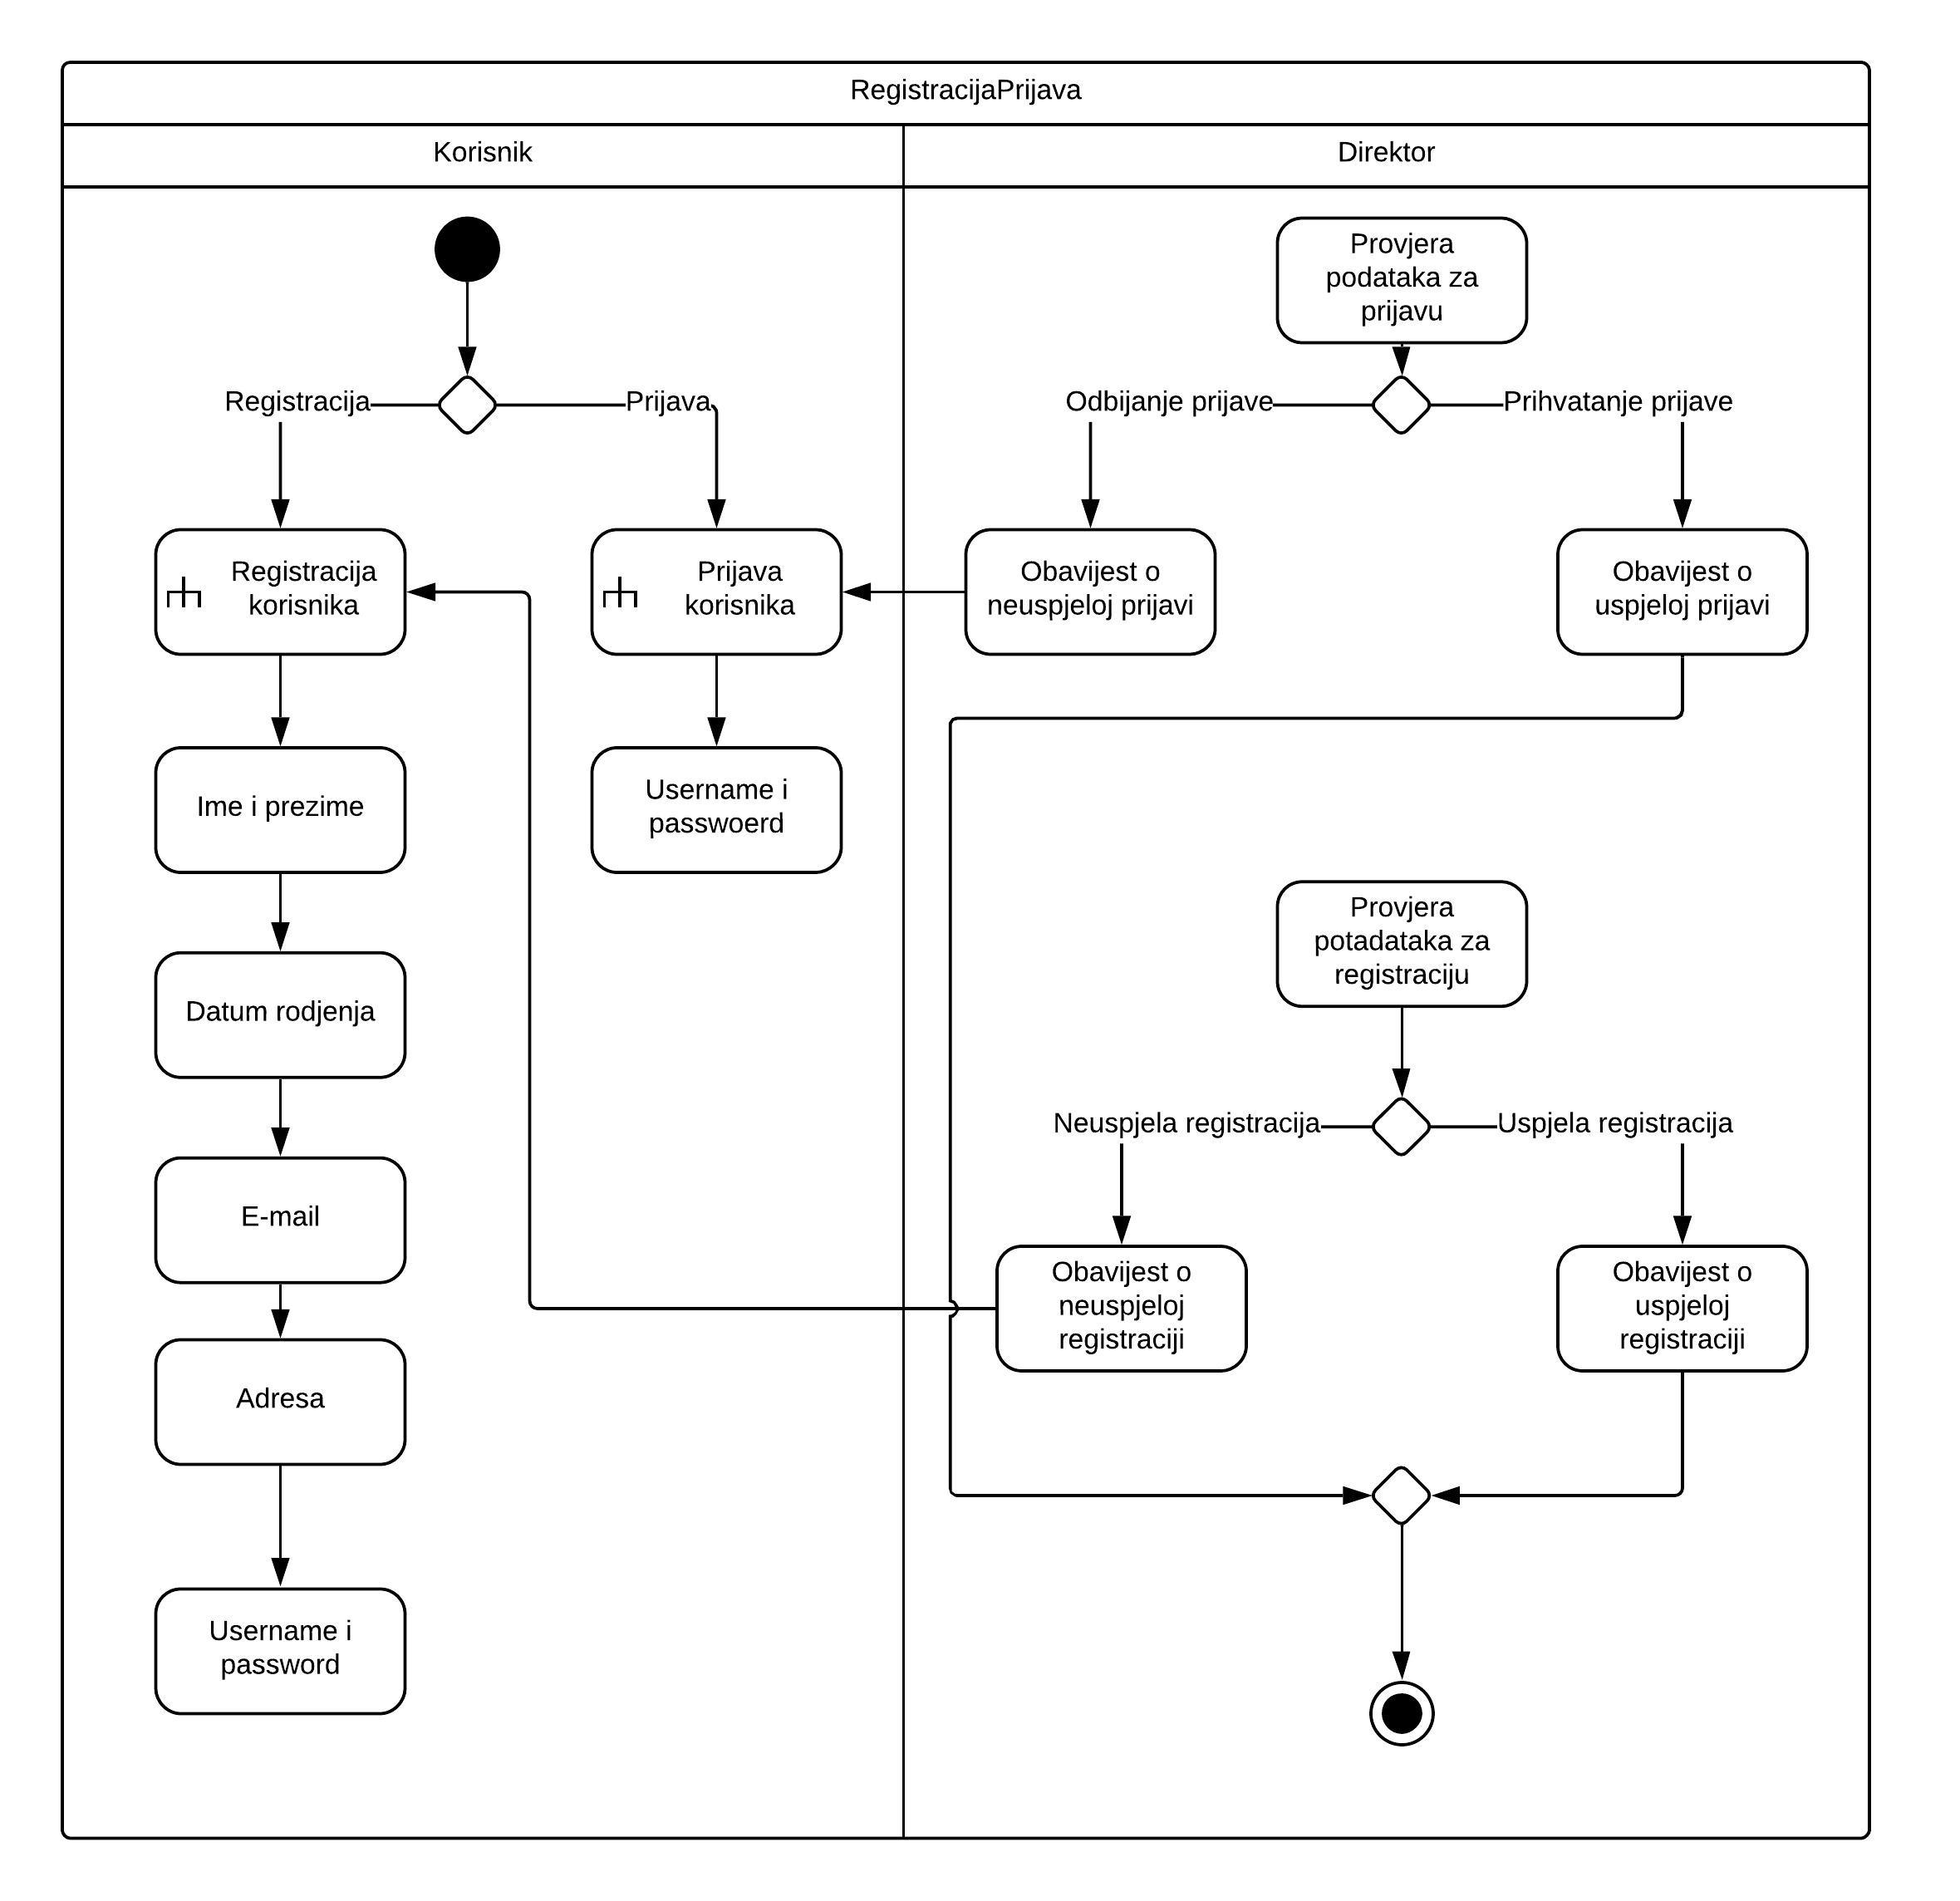 RegistracijaPrijava
Korisnik
Direktor
Provjera
podataka za
prijavu
Registracija
Prijava
Odbijanje prijave
Prihvatanje prijave
Registracija
korisnika
Prijava
korisnika
Obavijest o
neuspjeloj prijavi
Obavijest o
uspjeloj prijavi
Ime i prezime
Username i
passwoerd
Provjera
potadataka za
registraciju
Datum rodjenja
Neuspjela registracija
Uspjela registracija
E-mail
Obavijest o
neuspjeloj
registraciji
Obavijest o
uspjeloj
registraciji
Adresa
Username i
password